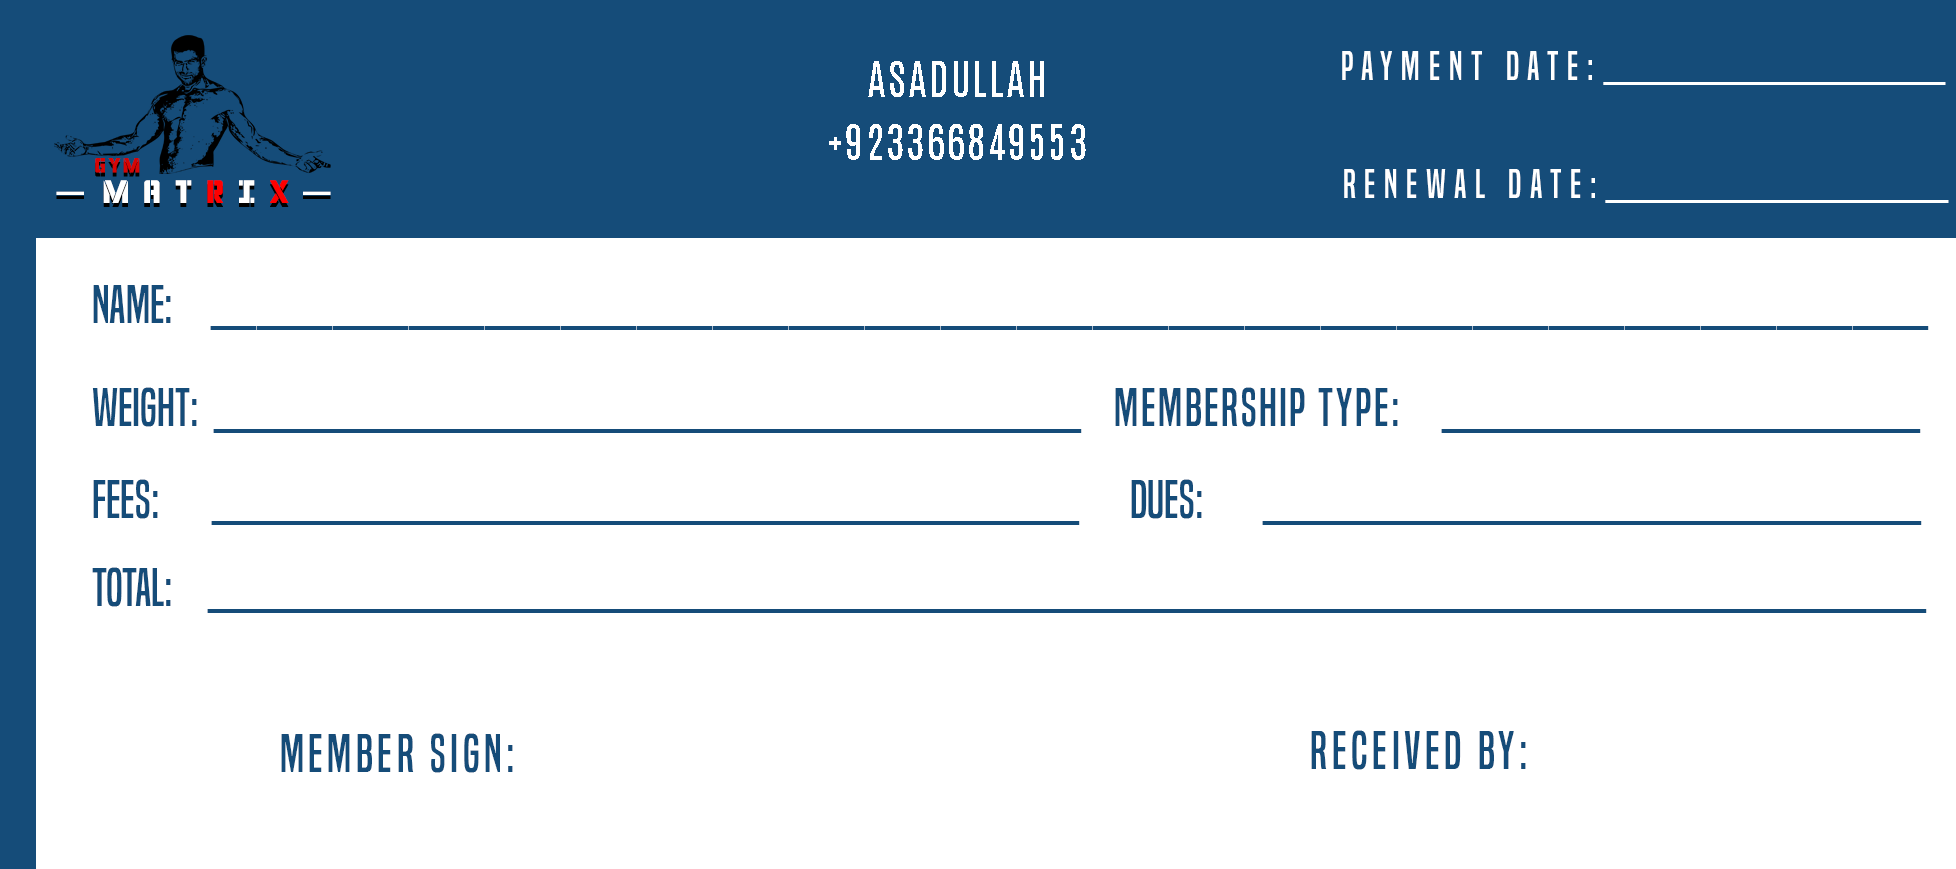 GYM
MATRIX
ASADULLAH
+923366849553
PAYMENT DATE:
RENEWAL DATE:
NAME:
WEIGHT: MEMBERSHIP TYPE:
FEES: DUES:
TOTAL:
MEMBER SIGN: RECEIVED BY: